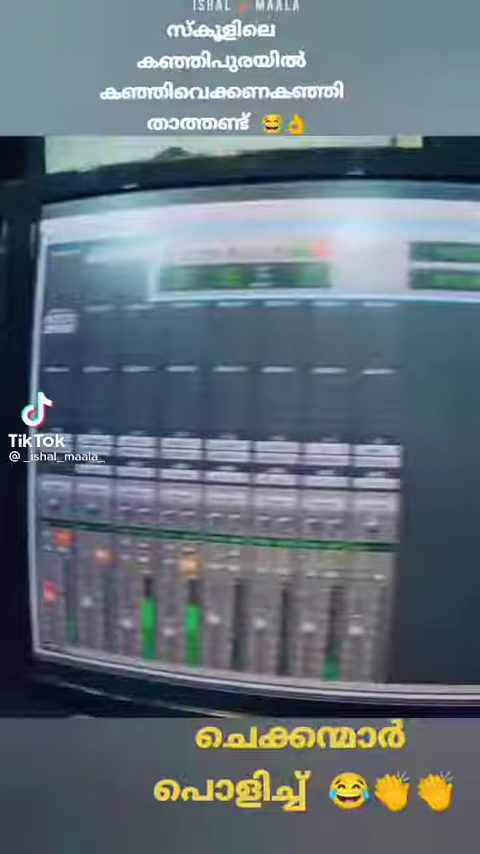 ISHAL MAALA
സ്കൂളിലെ
കഞ്ഞിപുരയിൽ
കഞ്ഞിവെക്കണകഞ്ഞി
താത്തണ്ട് 😂👌
TikTok
@_ishal_maala_
ചെക്കന്മാർ
പൊളിച്ച് 😂👏👏